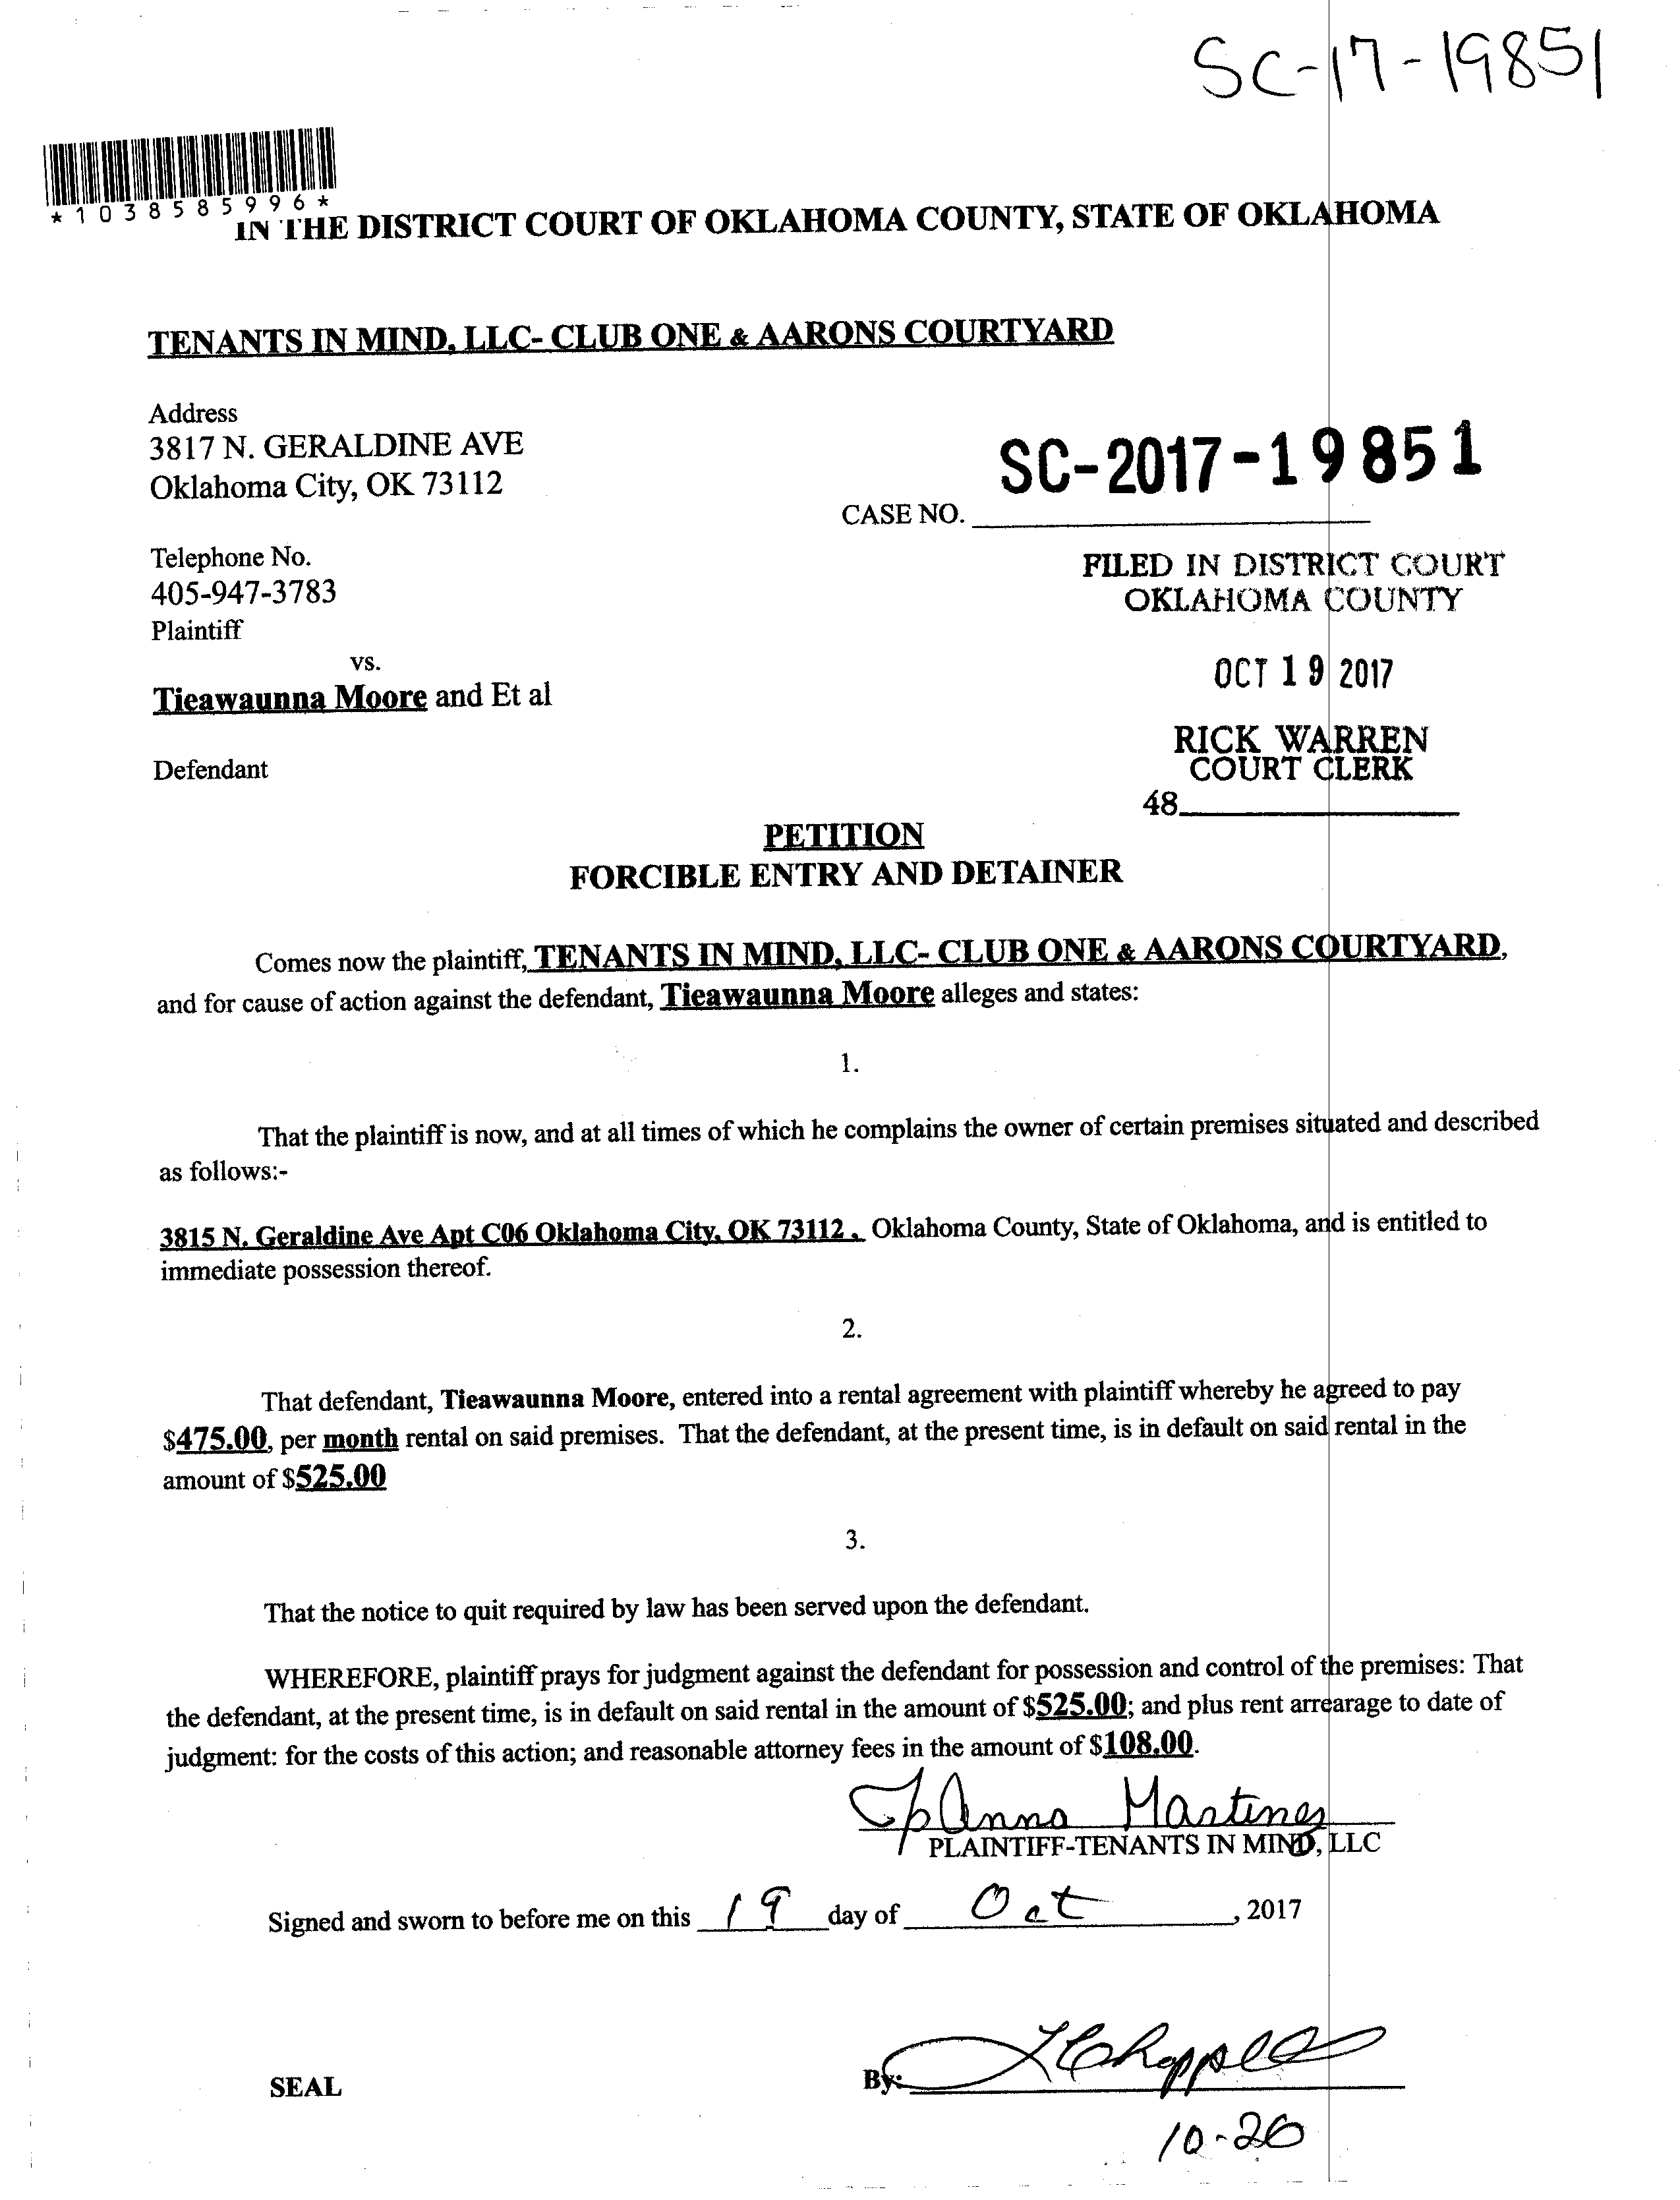 SC-17-19851
*1038585996*
IN THE DISTRICT COURT OF OKLAHOMA COUNTY, STATE OF OKLAHOMA
TENANTS IN MIND, LLC- CLUB ONE & AARONS COURTYARD
Address
3817 N. GERALDINE AVE
Oklahoma City, OK 73112
SC-2017-19851
CASE NO.
Telephone No.
405-947-3783
Plaintiff
FILED IN DISTRICT COURT
OKLAHOMA COUNTY
vs.
OCT 19 2017
Tieawaunna Moore and Et al
RICK WARREN
COURT CLERK
Defendant
48
PETITION
FORCIBLE ENTRY AND DETAINER
Comes now the plaintiff, TENANTS IN MIND, LLC- CLUB ONE & AARONS COURTYARD,
and for cause of action against the defendant, Tieawaunna Moore alleges and states:
1.
That the plaintiff is now, and at all times of which he complains the owner of certain premises situated and described
as follows:-
3815 N. Geraldine Ave Apt C06 Oklahoma City, OK 73112 , Oklahoma County, State of Oklahoma, and is entitled to
immediate possession thereof.
2.
That defendant, Tieawaunna Moore, entered into a rental agreement with plaintiff whereby he agreed to pay
$475.00, per month rental on said premises. That the defendant, at the present time, is in default on said rental in the
amount of $525.00
3.
That the notice to quit required by law has been served upon the defendant.
WHEREFORE, plaintiff prays for judgment against the defendant for possession and control of the premises: That
the defendant, at the present time, is in default on said rental in the amount of $525.00; and plus rent arrearage to date of
judgment: for the costs of this action; and reasonable attorney fees in the amount of $108.00.
Anna Martinez
PLAINTIFF-TENANTS IN MIND, LLC
Signed and sworn to before me on this 19 day of Oct, 2017
SEAL
By:
10-26